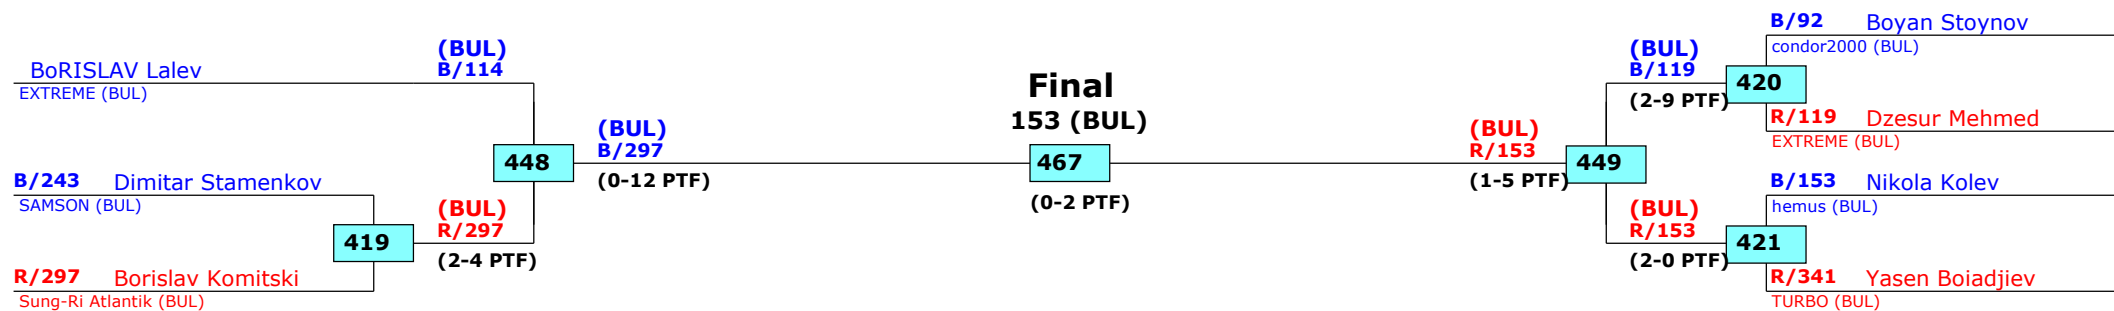 BoRISLAV Lalev
EXTREME (BUL)
(BUL)
B/114
B/243 Dimitar Stamenkov
SAMSON (BUL)
419
R/297 Borislav Komitski
Sung-Ri Atlantik (BUL)
(BUL)
R/297
(2-4 PTF)
448
(BUL)
B/297
(0-12 PTF)
Final
153 (BUL)
467
(0-2 PTF)
(BUL)
R/153
(1-5 PTF)
449
(BUL)
B/119
(2-9 PTF)
420
B/92 Boyan Stoynov
condor2000 (BUL)
R/119 Dzesur Mehmed
EXTREME (BUL)
(BUL)
R/153
(2-0 PTF)
421
B/153 Nikola Kolev
hemus (BUL)
R/341 Yasen Boiadjiev
TURBO (BUL)